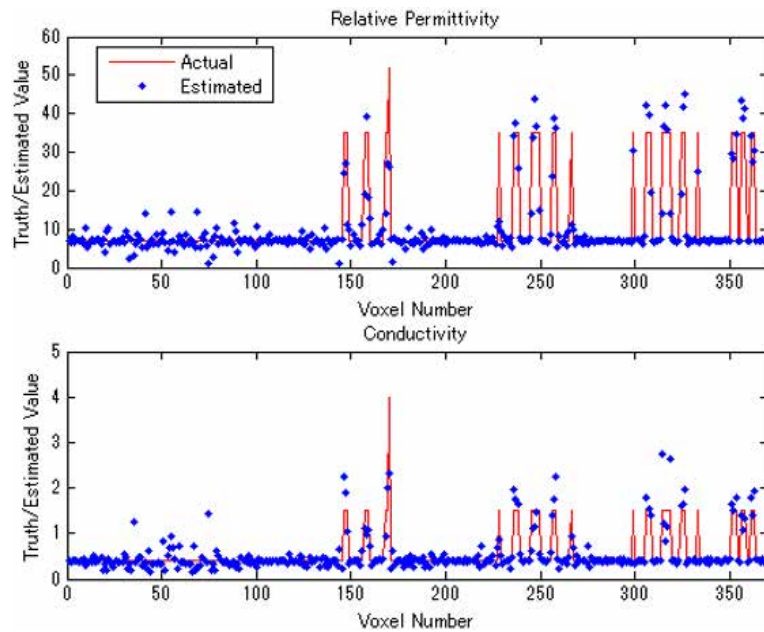 Relative Permittivity
60
50
40
30
20
10
0
Truth/Estimated Value
Actual
Estimated
0 50 100 150 200 250 300 350
Voxel Number
Conductivity
5
4
3
2
1
0
Truth/Estimated Value
0 50 100 150 200 250 300 350
Voxel Number